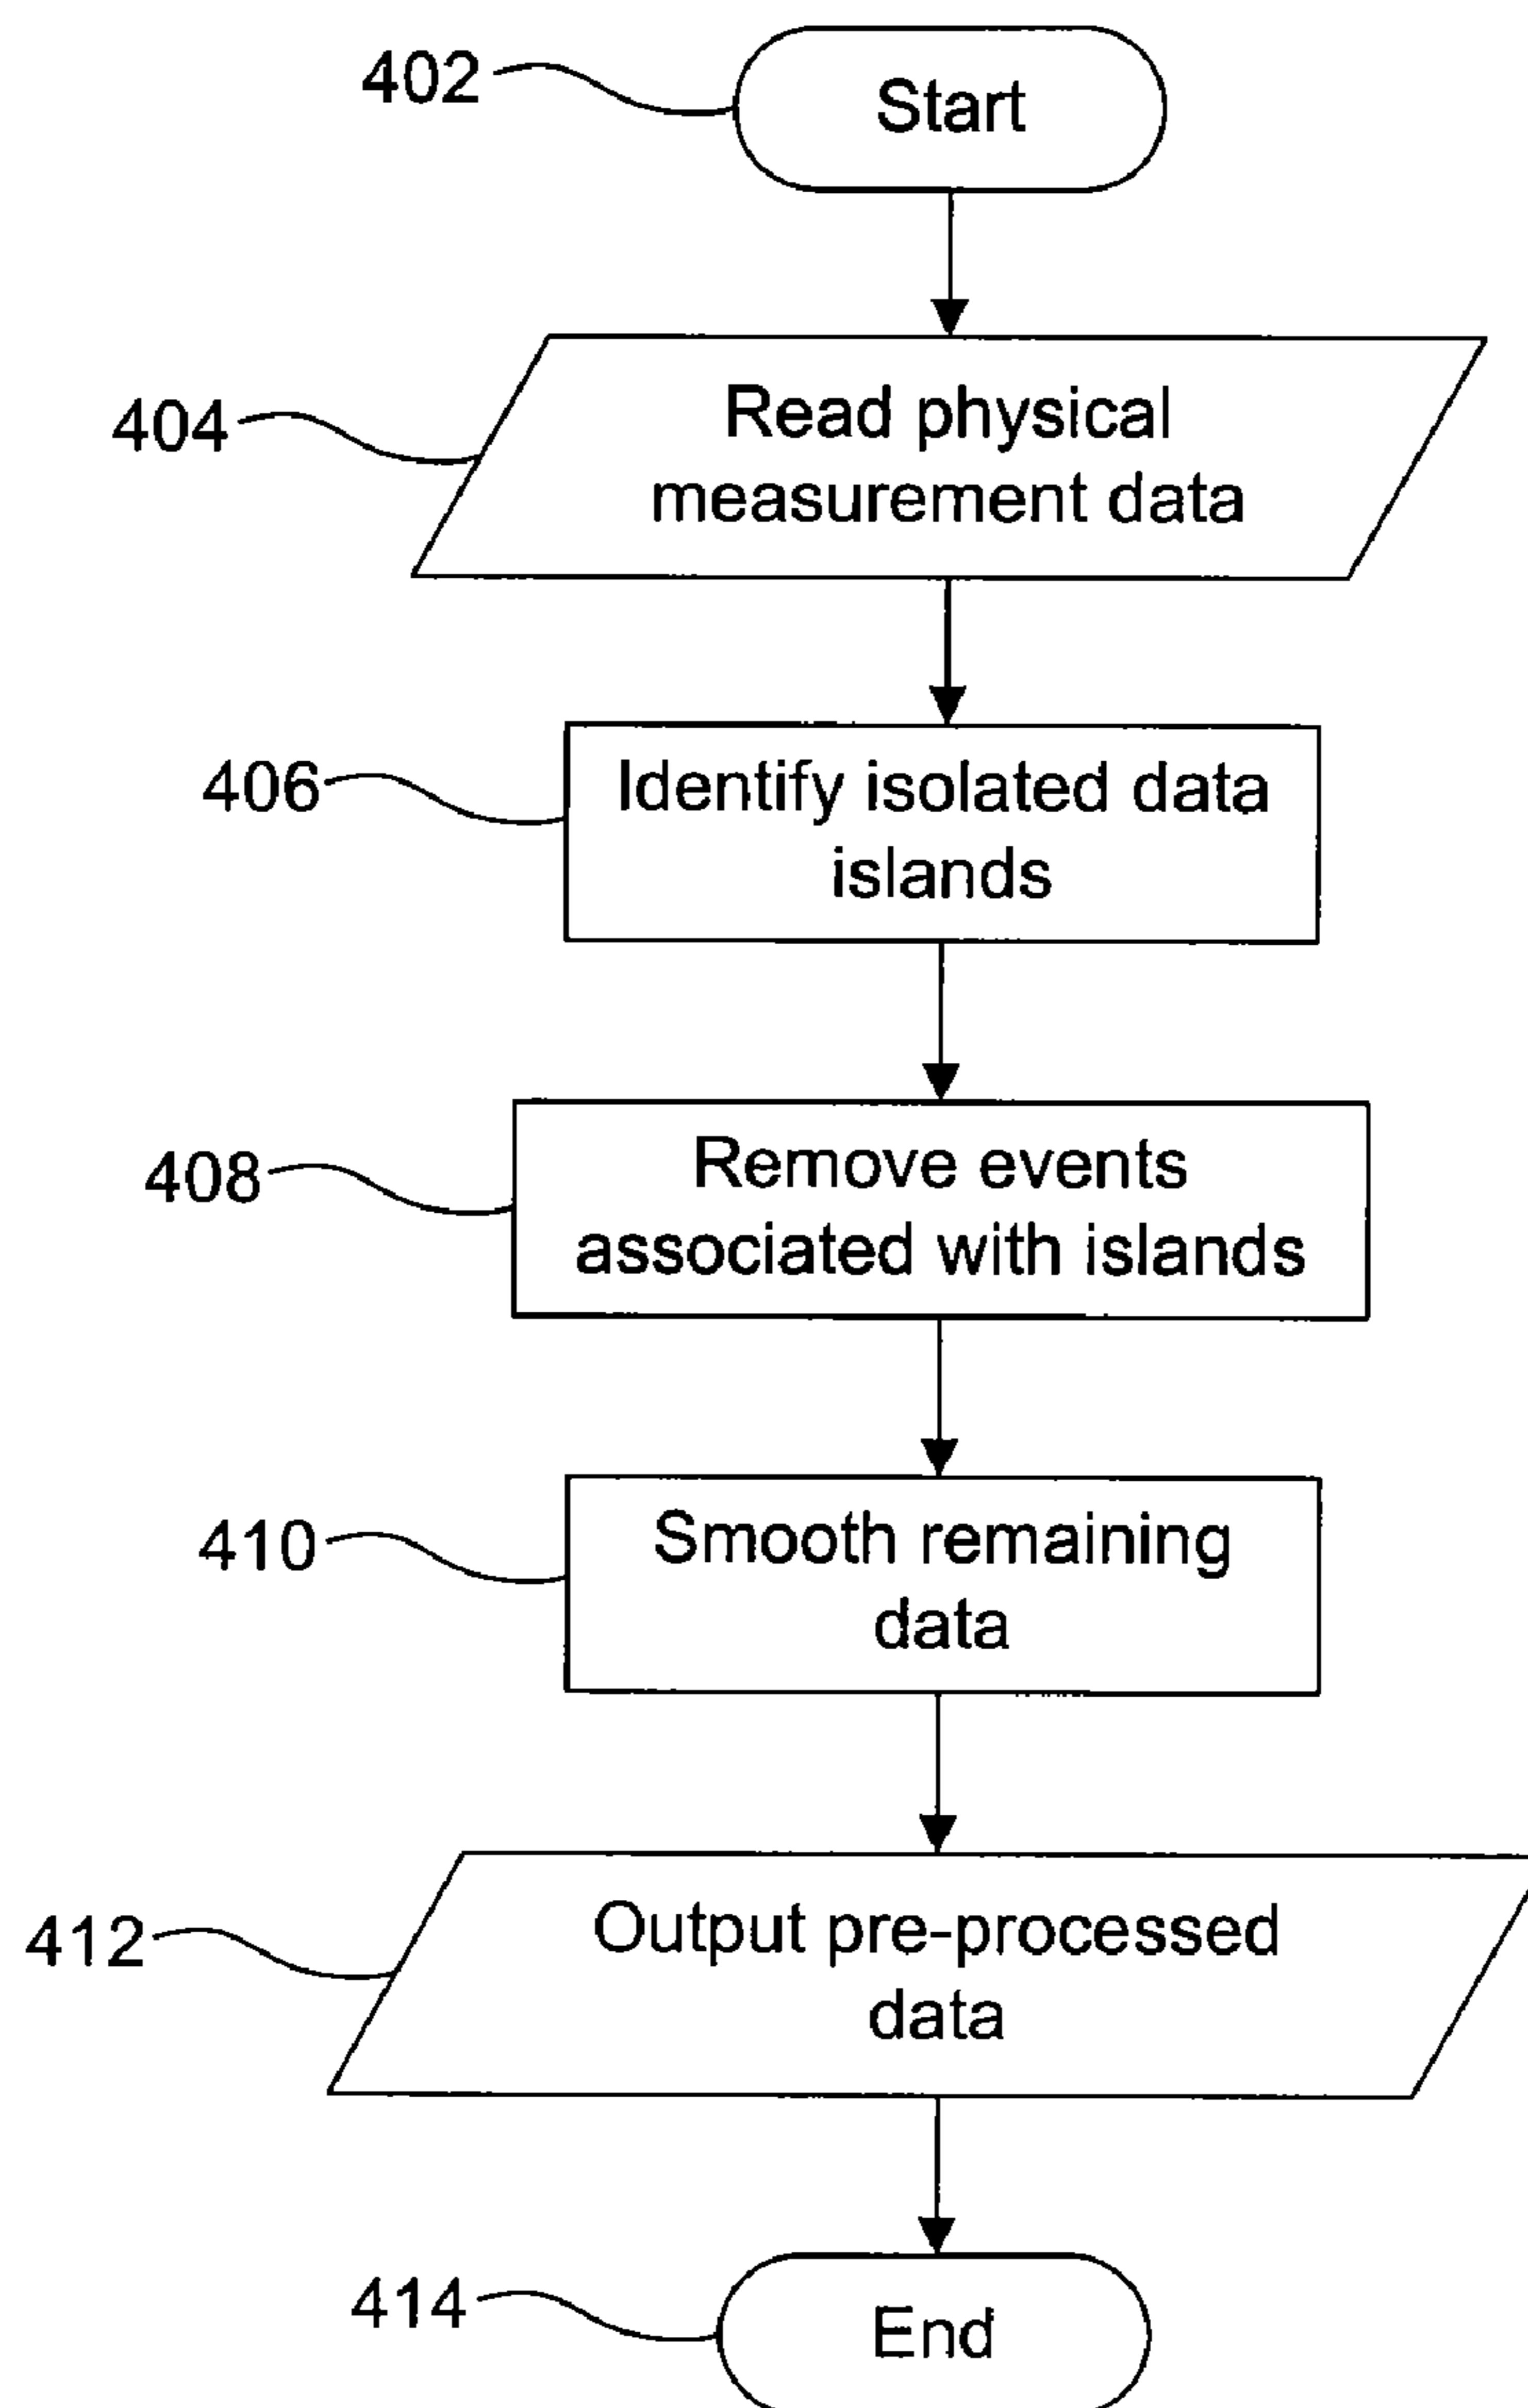 402
Start
404
Read physical
measurement data
406
Identify isolated data
islands
408
Remove events
associated with islands
410
Smooth remaining
data
412
Output pre-processed
data
414
End